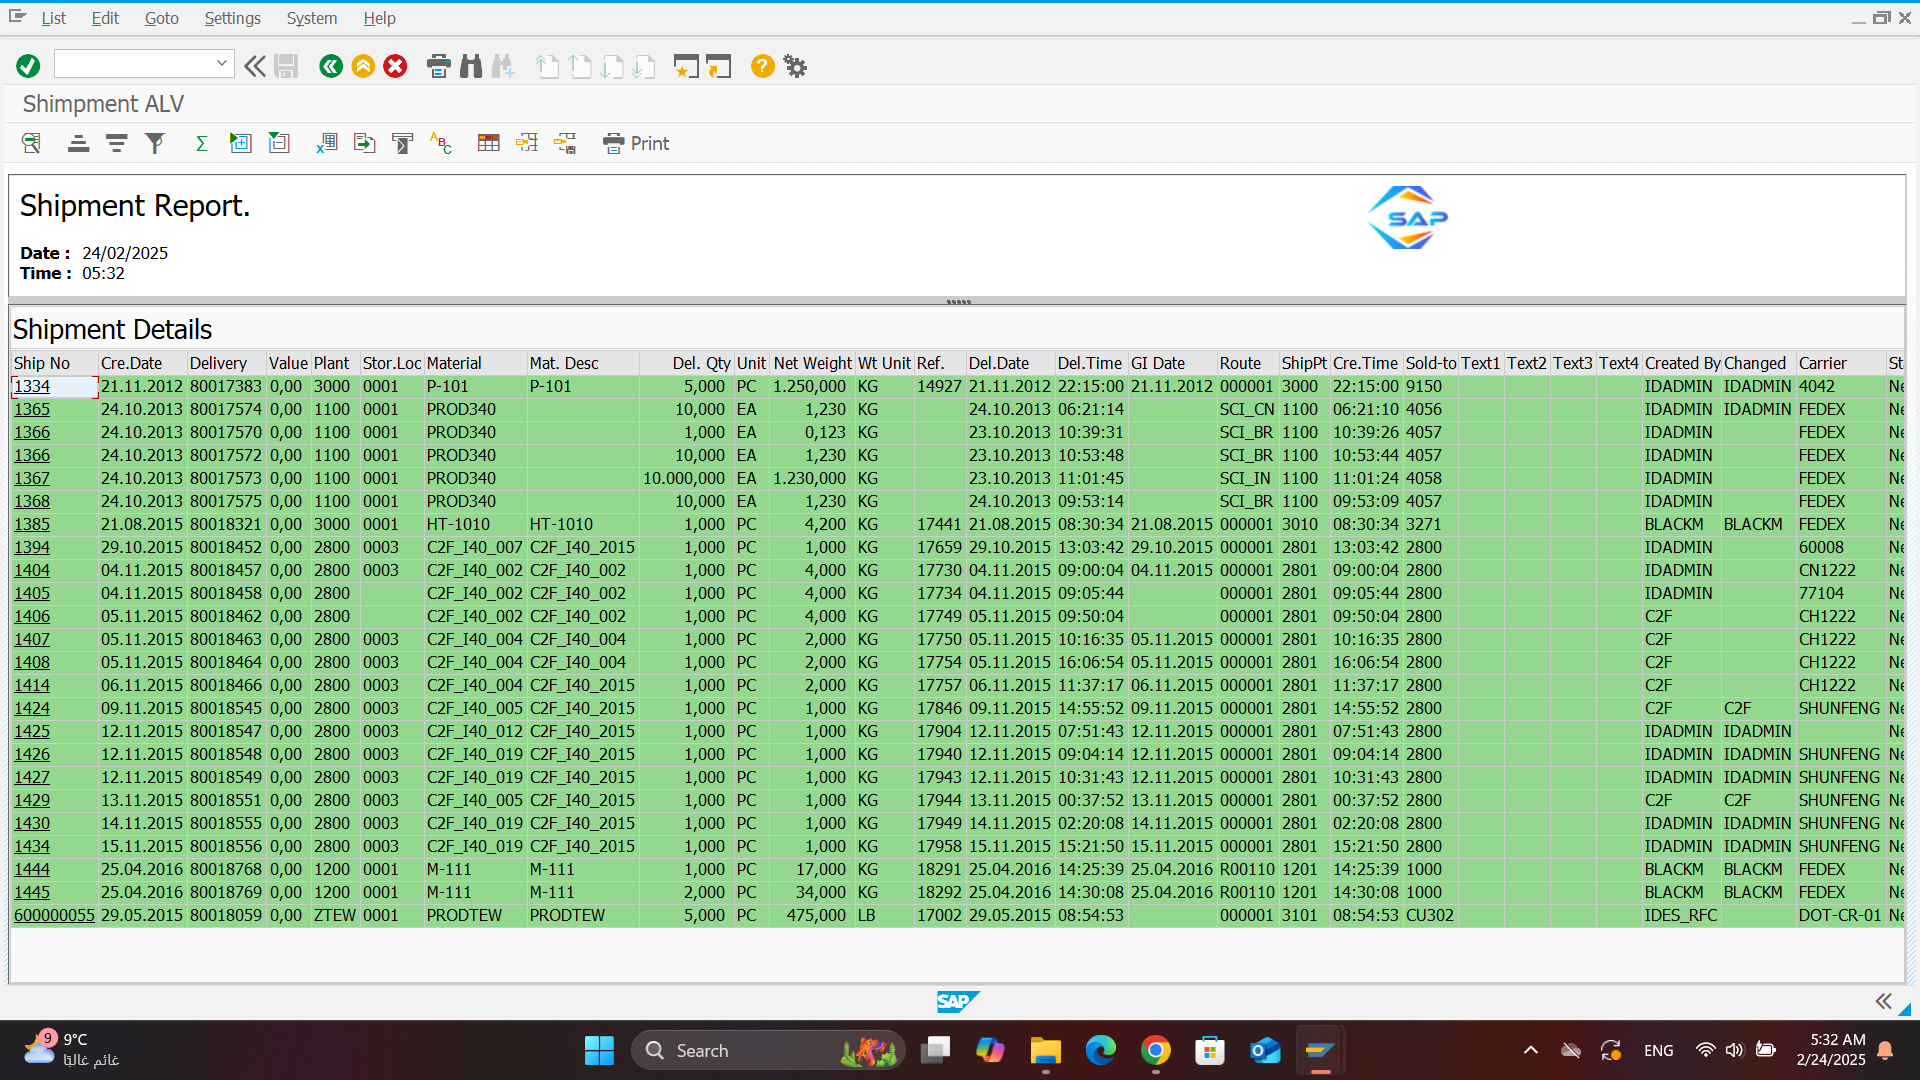 List Edit Goto Settings System Help
Shimpment ALV
Print
Shipment Report.
SAP
Date : 24/02/2025
Time : 05:32
Shipment Details
Ship No Cre.Date Delivery Value Plant Stor.Loc Material Mat. Desc Del. Qty Unit Net Weight Wt Unit Ref. Del.Date Del.Time GI Date Route ShipPt Cre.Time Sold-to Text1 Text2 Text3 Text4 Created By Changed Carrier St
1334 21.11.2012 80017383 0,00 3000 0001 P-101 P-101 5,000 PC 1.250,000 KG 14927 21.11.2012 22:15:00 21.11.2012 000001 3000 22:15:00 9150 IDADMIN IDADMIN 4042 Ne
1365 24.10.2013 80017574 0,00 1100 0001 PROD340 10,000 EA 1,230 KG 24.10.2013 06:21:14 SCI_CN 1100 06:21:10 4056 IDADMIN IDADMIN FEDEX Ne
1366 24.10.2013 80017570 0,00 1100 0001 PROD340 1,000 EA 0,123 KG 23.10.2013 10:39:31 SCI_BR 1100 10:39:26 4057 IDADMIN FEDEX Ne
1366 24.10.2013 80017572 0,00 1100 0001 PROD340 10,000 EA 1,230 KG 23.10.2013 10:53:48 SCI_BR 1100 10:53:44 4057 IDADMIN FEDEX Ne
1367 24.10.2013 80017573 0,00 1100 0001 PROD340 10.000,000 EA 1.230,000 KG 23.10.2013 11:01:45 SCI_IN 1100 11:01:24 4058 IDADMIN FEDEX Ne
1368 24.10.2013 80017575 0,00 1100 0001 PROD340 10,000 EA 1,230 KG 24.10.2013 09:53:14 SCI_BR 1100 09:53:09 4057 IDADMIN FEDEX Ne
1385 21.08.2015 80018321 0,00 3000 0001 HT-1010 HT-1010 1,000 PC 4,200 KG 17441 21.08.2015 08:30:34 21.08.2015 000001 3010 08:30:34 3271 BLACKM BLACKM FEDEX Ne
1394 29.10.2015 80018452 0,00 2800 0003 C2F_I40_007 C2F_I40_2015 1,000 PC 1,000 KG 17659 29.10.2015 13:03:42 29.10.2015 000001 2801 13:03:42 2800 IDADMIN 60008 Ne
1404 04.11.2015 80018457 0,00 2800 0003 C2F_I40_002 C2F_I40_002 1,000 PC 4,000 KG 17730 04.11.2015 09:00:04 04.11.2015 000001 2801 09:00:04 2800 IDADMIN CN1222 Ne
1405 04.11.2015 80018458 0,00 2800 C2F_I40_002 C2F_I40_002 1,000 PC 4,000 KG 17734 04.11.2015 09:05:44 000001 2801 09:05:44 2800 IDADMIN 77104 Ne
1406 05.11.2015 80018462 0,00 2800 C2F_I40_002 C2F_I40_002 1,000 PC 4,000 KG 17749 05.11.2015 09:50:04 000001 2801 09:50:04 2800 C2F CH1222 Ne
1407 05.11.2015 80018463 0,00 2800 0003 C2F_I40_004 C2F_I40_004 1,000 PC 2,000 KG 17750 05.11.2015 10:16:35 05.11.2015 000001 2801 10:16:35 2800 C2F CH1222 Ne
1408 05.11.2015 80018464 0,00 2800 0003 C2F_I40_004 C2F_I40_004 1,000 PC 2,000 KG 17754 05.11.2015 16:06:54 05.11.2015 000001 2801 16:06:54 2800 C2F CH1222 Ne
1414 06.11.2015 80018466 0,00 2800 0003 C2F_I40_004 C2F_I40_2015 1,000 PC 2,000 KG 17757 06.11.2015 11:37:17 06.11.2015 000001 2801 11:37:17 2800 C2F CH1222 Ne
1424 09.11.2015 80018545 0,00 2800 0003 C2F_I40_005 C2F_I40_2015 1,000 PC 1,000 KG 17846 09.11.2015 14:55:52 09.11.2015 000001 2801 14:55:52 2800 C2F C2F SHUNFENG Ne
1425 12.11.2015 80018547 0,00 2800 0003 C2F_I40_012 C2F_I40_2015 1,000 PC 1,000 KG 17904 12.11.2015 07:51:43 12.11.2015 000001 2801 07:51:43 2800 IDADMIN IDADMIN Ne
1426 12.11.2015 80018548 0,00 2800 0003 C2F_I40_019 C2F_I40_2015 1,000 PC 1,000 KG 17940 12.11.2015 09:04:14 12.11.2015 000001 2801 09:04:14 2800 IDADMIN IDADMIN SHUNFENG Ne
1427 12.11.2015 80018549 0,00 2800 0003 C2F_I40_019 C2F_I40_2015 1,000 PC 1,000 KG 17943 12.11.2015 10:31:43 12.11.2015 000001 2801 10:31:43 2800 IDADMIN IDADMIN SHUNFENG Ne
1429 13.11.2015 80018551 0,00 2800 0003 C2F_I40_005 C2F_I40_2015 1,000 PC 1,000 KG 17944 13.11.2015 00:37:52 13.11.2015 000001 2801 00:37:52 2800 C2F C2F SHUNFENG Ne
1430 14.11.2015 80018555 0,00 2800 0003 C2F_I40_019 C2F_I40_2015 1,000 PC 1,000 KG 17949 14.11.2015 02:20:08 14.11.2015 000001 2801 02:20:08 2800 IDADMIN IDADMIN SHUNFENG Ne
1434 15.11.2015 80018556 0,00 2800 0003 C2F_I40_019 C2F_I40_2015 1,000 PC 1,000 KG 17958 15.11.2015 15:21:50 15.11.2015 000001 2801 15:21:50 2800 IDADMIN IDADMIN SHUNFENG Ne
1444 25.04.2016 80018768 0,00 1200 0001 M-111 M-111 1,000 PC 17,000 KG 18291 25.04.2016 14:25:39 25.04.2016 R00110 1201 14:25:39 1000 BLACKM BLACKM FEDEX Ne
1445 25.04.2016 80018769 0,00 1200 0001 M-111 M-111 2,000 PC 34,000 KG 18292 25.04.2016 14:30:08 25.04.2016 R00110 1201 14:30:08 1000 BLACKM BLACKM FEDEX Ne
600000055 29.05.2015 80018059 0,00 ZTEW 0001 PRODTEW PRODTEW 5,000 PC 475,000 LB 17002 29.05.2015 08:54:53 000001 3101 08:54:53 CU302 IDES_RFC DOT-CR-01 Ne
SAP
9
9°C
غائم غالبًا
Search
ENG
5:32 AM
2/24/2025